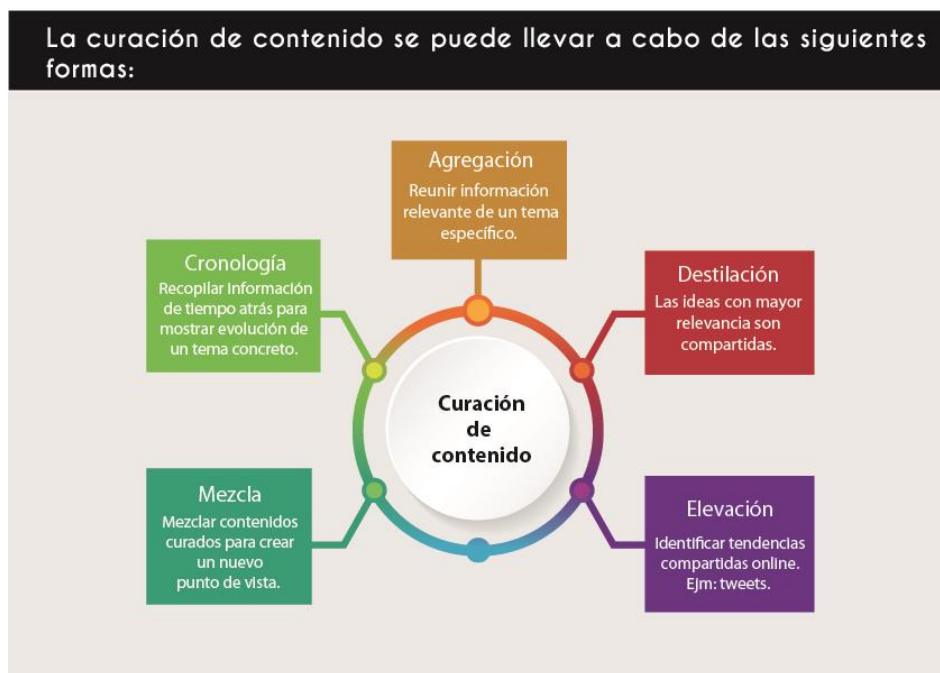 La curación de contenido se puede llevar a cabo de las siguientes
formas:
Agregación
Reunir información
relevante de un tema
específico.
Cronología
Recopilar información
de tiempo atrás para
mostrar evolución de
un tema concreto.
Destilación
Las ideas con mayor
relevancia son
compartidas.
Curación
de
contenido
Mezcla
Mezclar contenidos
curados para crear
un nuevo
punto de vista.
Elevación
Identificar tendencias
compartidas online.
Ejm: tweets.